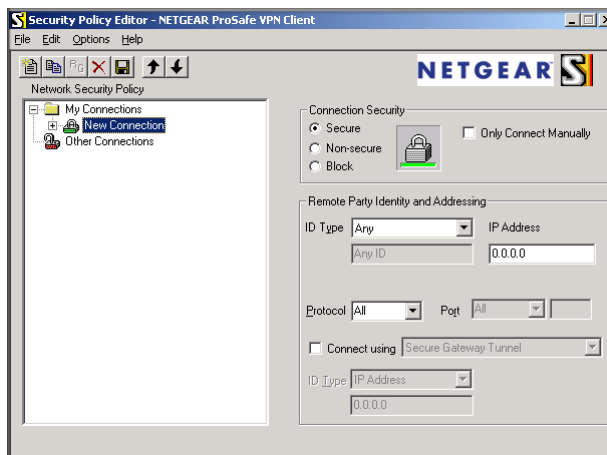 Security Policy Editor - NETGEAR ProSafe VPN Client
File Edit Options Help
NETGEAR
Network Security Policy
My Connections
New Connection
Other Connections
Connection Security
Secure
Non-secure
Block
Only Connect Manually
Remote Party Identity and Addressing
ID Type Any IP Address
Any ID 0.0.0.0
Protocol All Port All
Connect using Secure Gateway Tunnel
ID Type IP Address
0.0.0.0